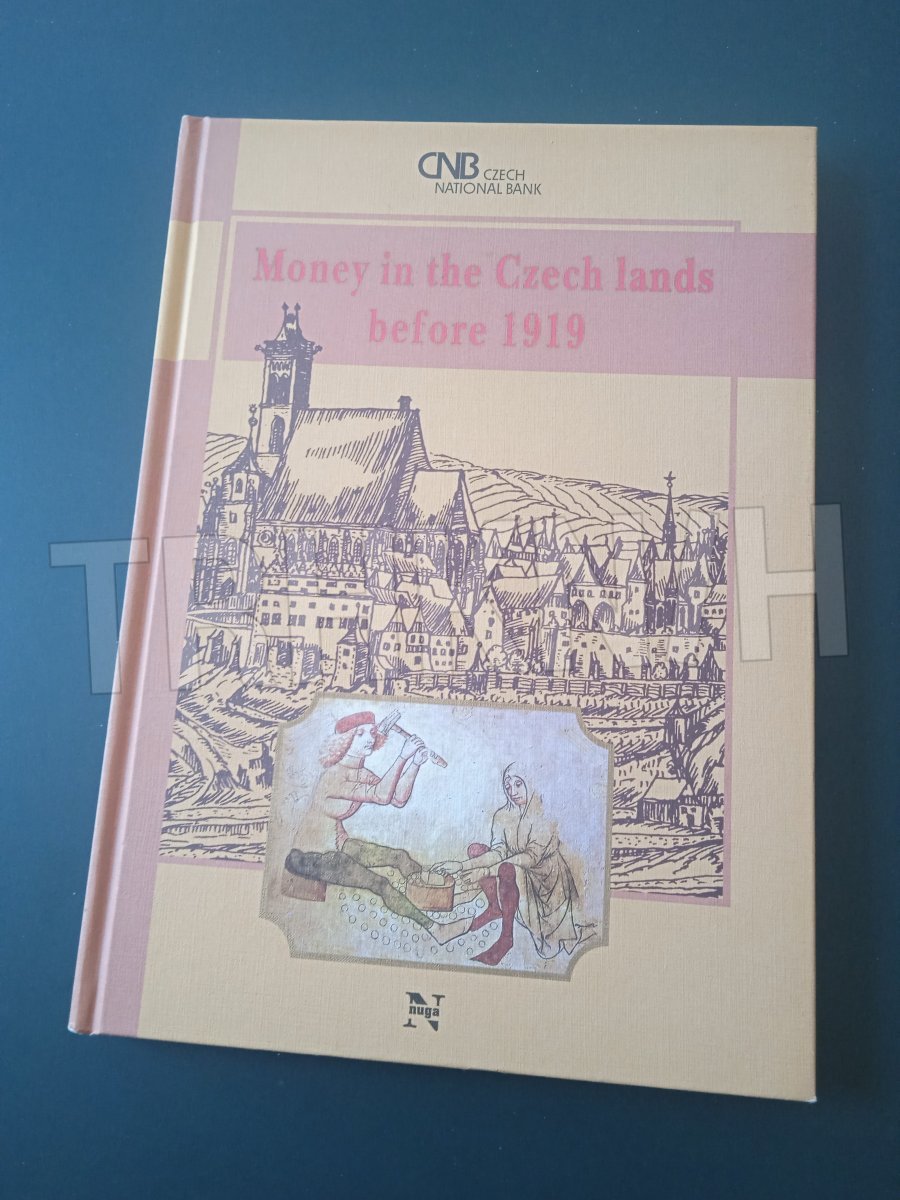 CNB CZECH
NATIONAL BANK
Money in the Czech lands
before 1919
nuga